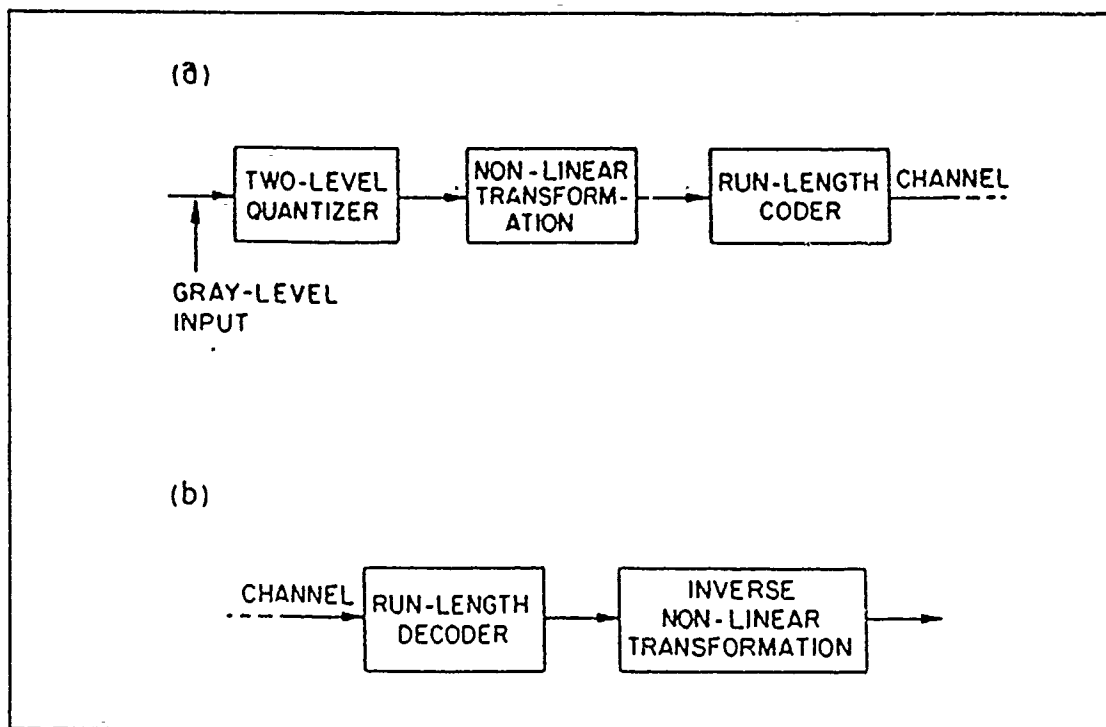 (a)
TWO-LEVEL
QUANTIZER
NON-LINEAR
TRANSFORM-
ATION
RUN-LENGTH
CODER
CHANNEL
GRAY-LEVEL
INPUT
(b)
CHANNEL
RUN-LENGTH
DECODER
INVERSE
NON-LINEAR
TRANSFORMATION